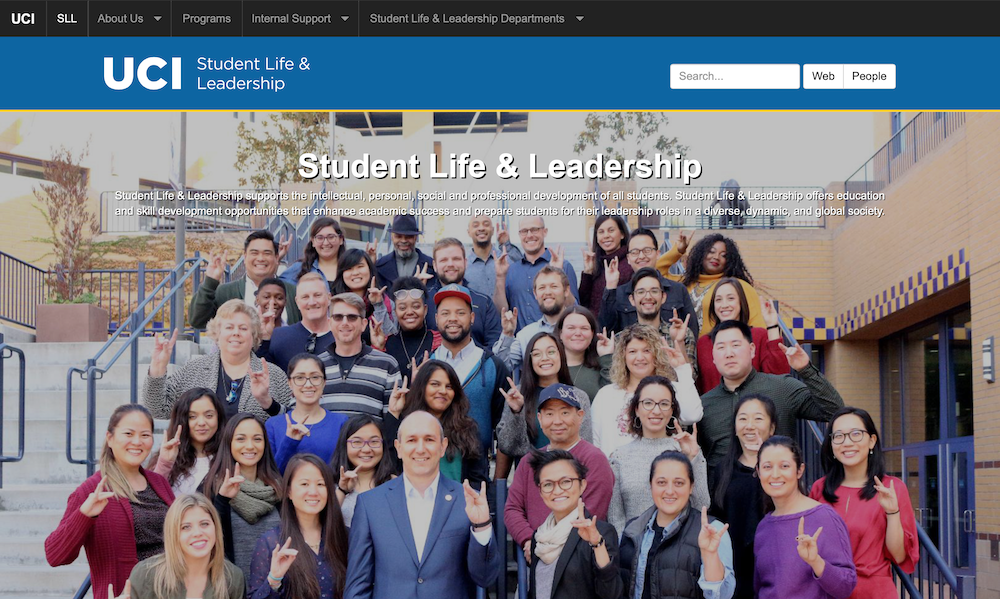 UCI SLL About Us Programs Internal Support Student Life & Leadership Departments
UCI Student Life &
Leadership
Search... Web People
Student Life & Leadership
Student Life & Leadership supports the intellectual, personal, social and professional development of all students. Student Life & Leadership offers education
and skill development opportunities that enhance academic success and prepare students for their leadership roles in a diverse, dynamic, and global society.